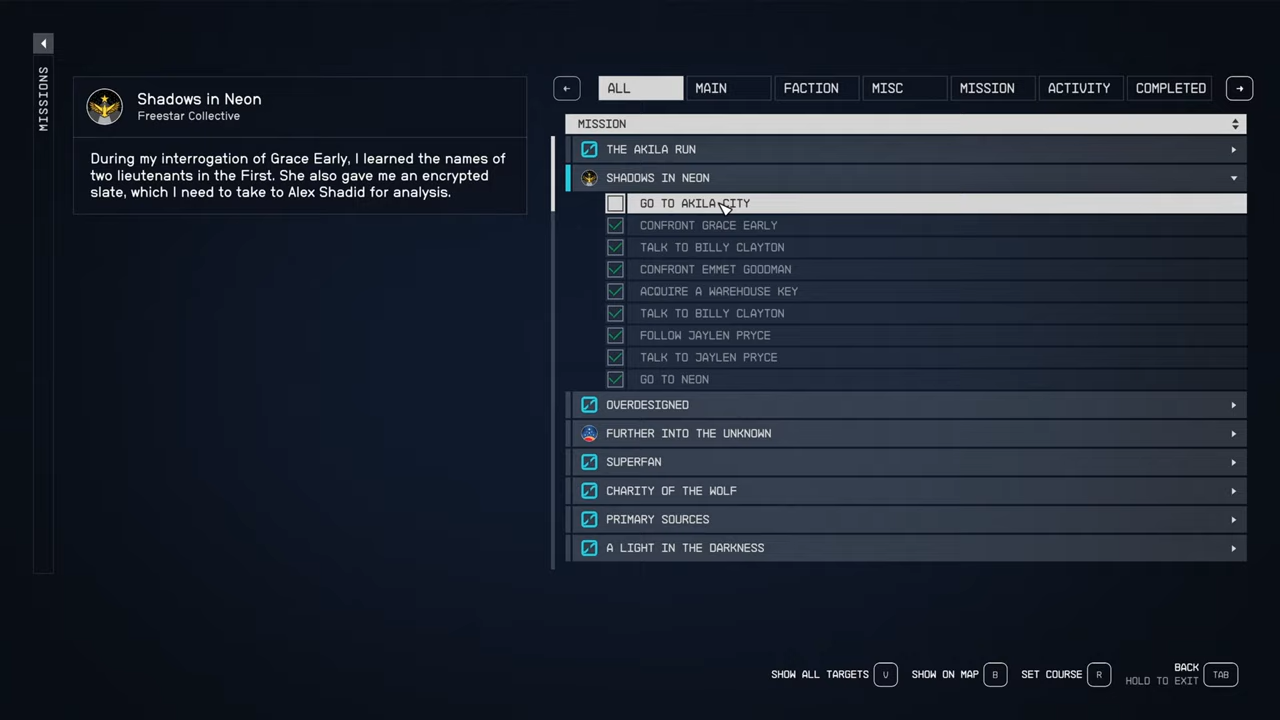 MISSIONS
Shadows in Neon
Freestar Collective
During my interrogation of Grace Early, I learned the names of
two lieutenants in the First. She also gave me an encrypted
slate, which I need to take to Alex Shadid for analysis.
ALL MAIN FACTION MISC MISSION ACTIVITY COMPLETED
MISSION
THE AKILA RUN
SHADOWS IN NEON
GO TO AKILA CITY
CONFRONT GRACE EARLY
TALK TO BILLY CLAYTON
CONFRONT EMMET GOODMAN
ACQUIRE A WAREHOUSE KEY
TALK TO BILLY CLAYTON
FOLLOW JAYLEN PRYCE
TALK TO JAYLEN PRYCE
GO TO NEON
OVERDESIGNED
FURTHER INTO THE UNKNOWN
SUPERFAN
CHARITY OF THE WOLF
PRIMARY SOURCES
A LIGHT IN THE DARKNESS
SHOW ALL TARGETS V SHOW ON MAP B SET COURSE R BACK
HOLD TO EXIT TAB